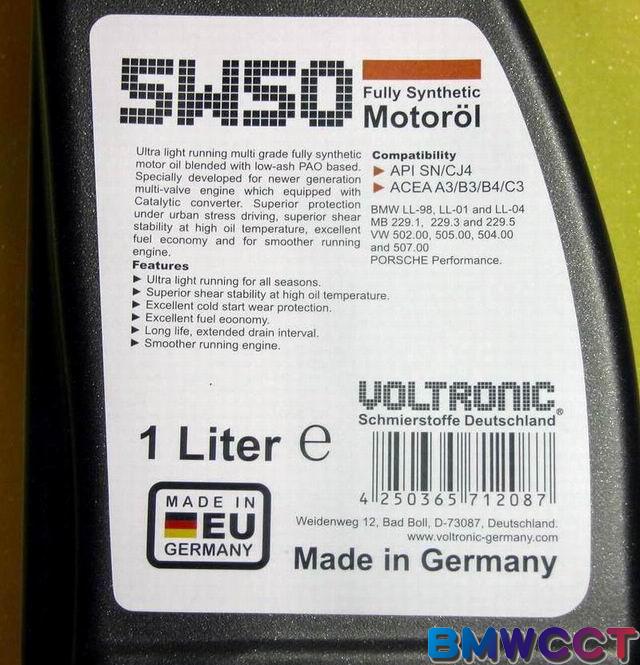 5W50
Fully Synthetic
Motoröl
Ultra light running multi grade fully synthetic
motor oil blended with low-ash PAO based.
Specially developed for newer generation
multi-valve engine which equipped with
Catalytic converter. Superior protection
under urban stress driving, superior shear
stability at high oil temperature, excellent
fuel economy and for smoother running
engine.
Compatibility
► API SN/CJ4
► ACEA A3/B3/B4/C3
BMW LL-98, LL-01 and LL-04
MB 229.1, 229.3 and 229.5
VW 502.00, 505.00, 504.00
and 507.00
PORSCHE Performance.
Features
► Ultra light running for all seasons.
► Superior shear stability at high oil temperature.
► Excellent cold start wear protection.
► Excellent fuel eoonomy.
► Long life, extended drain interval.
► Smoother running engine.
VOLTRONIC®
Schmierstoffe Deutschland
1 Liter ℮
4 250365 712087
MADE IN
EU
GERMANY
Weidenweg 12, Bad Boll, D-73087, Deutschland.
www.voltronic-germany.com
Made in Germany
BMWCCT